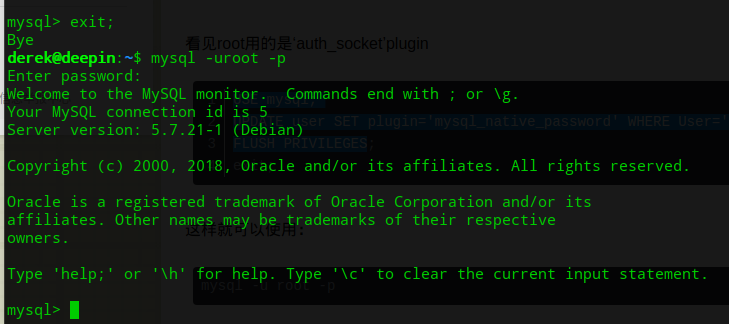 mysql> exit;
Bye
derek@deepin:~$ mysql -uroot -p
Enter password:
Welcome to the MySQL monitor.  Commands end with ; or \g.
Your MySQL connection id is 5
Server version: 5.7.21-1 (Debian)

Copyright (c) 2000, 2018, Oracle and/or its affiliates. All rights reserved.

Oracle is a registered trademark of Oracle Corporation and/or its
affiliates. Other names may be trademarks of their respective
owners.

Type 'help;' or '\h' for help. Type '\c' to clear the current input statement.

mysql>
看见root用的是'auth_socket'plugin
user SET plugin='mysql_native_password' WHERE User='
3 FLUSH PRIVILEGES;
这样就可以使用:
mysql -u root -p